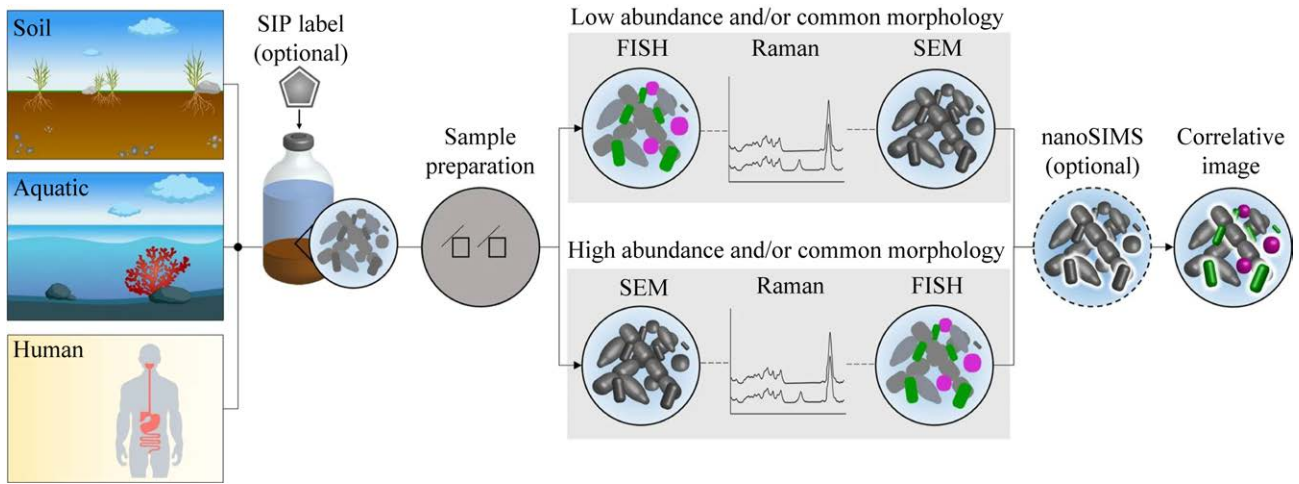 Soil
Aquatic
Human
SIP label
(optional)
Sample
preparation
Low abundance and/or common morphology
FISH
Raman
SEM
High abundance and/or common morphology
SEM
Raman
FISH
nanoSIMS
(optional)
Correlative
image